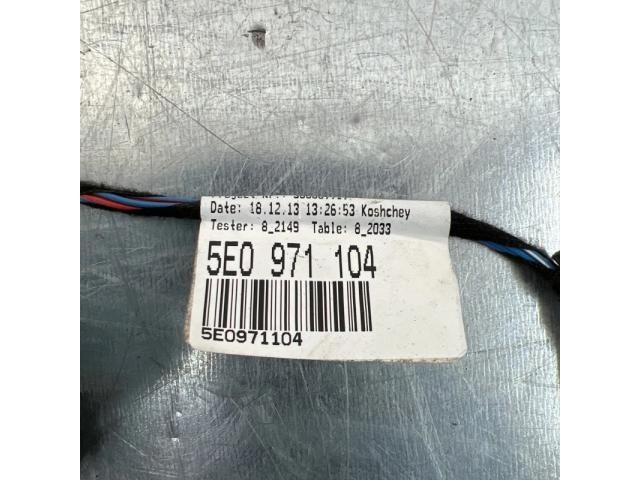 Date: 18.12.13 13:26:53 Koshchey
Tester: 8_2149 Table: 8_2033
5E0 971 104
5E0971104